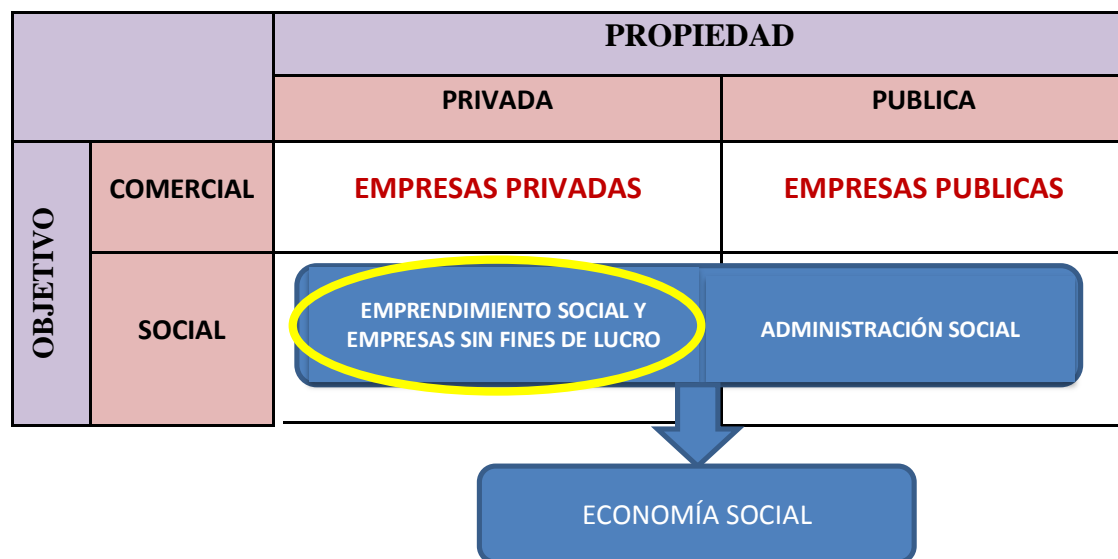 PROPIEDAD
PRIVADA
PUBLICA
OBJETIVO
COMERCIAL
EMPRESAS PRIVADAS
EMPRESAS PUBLICAS
SOCIAL
EMPRENDIMIENTO SOCIAL Y
EMPRESAS SIN FINES DE LUCRO
ADMINISTRACIÓN SOCIAL
ECONOMÍA SOCIAL